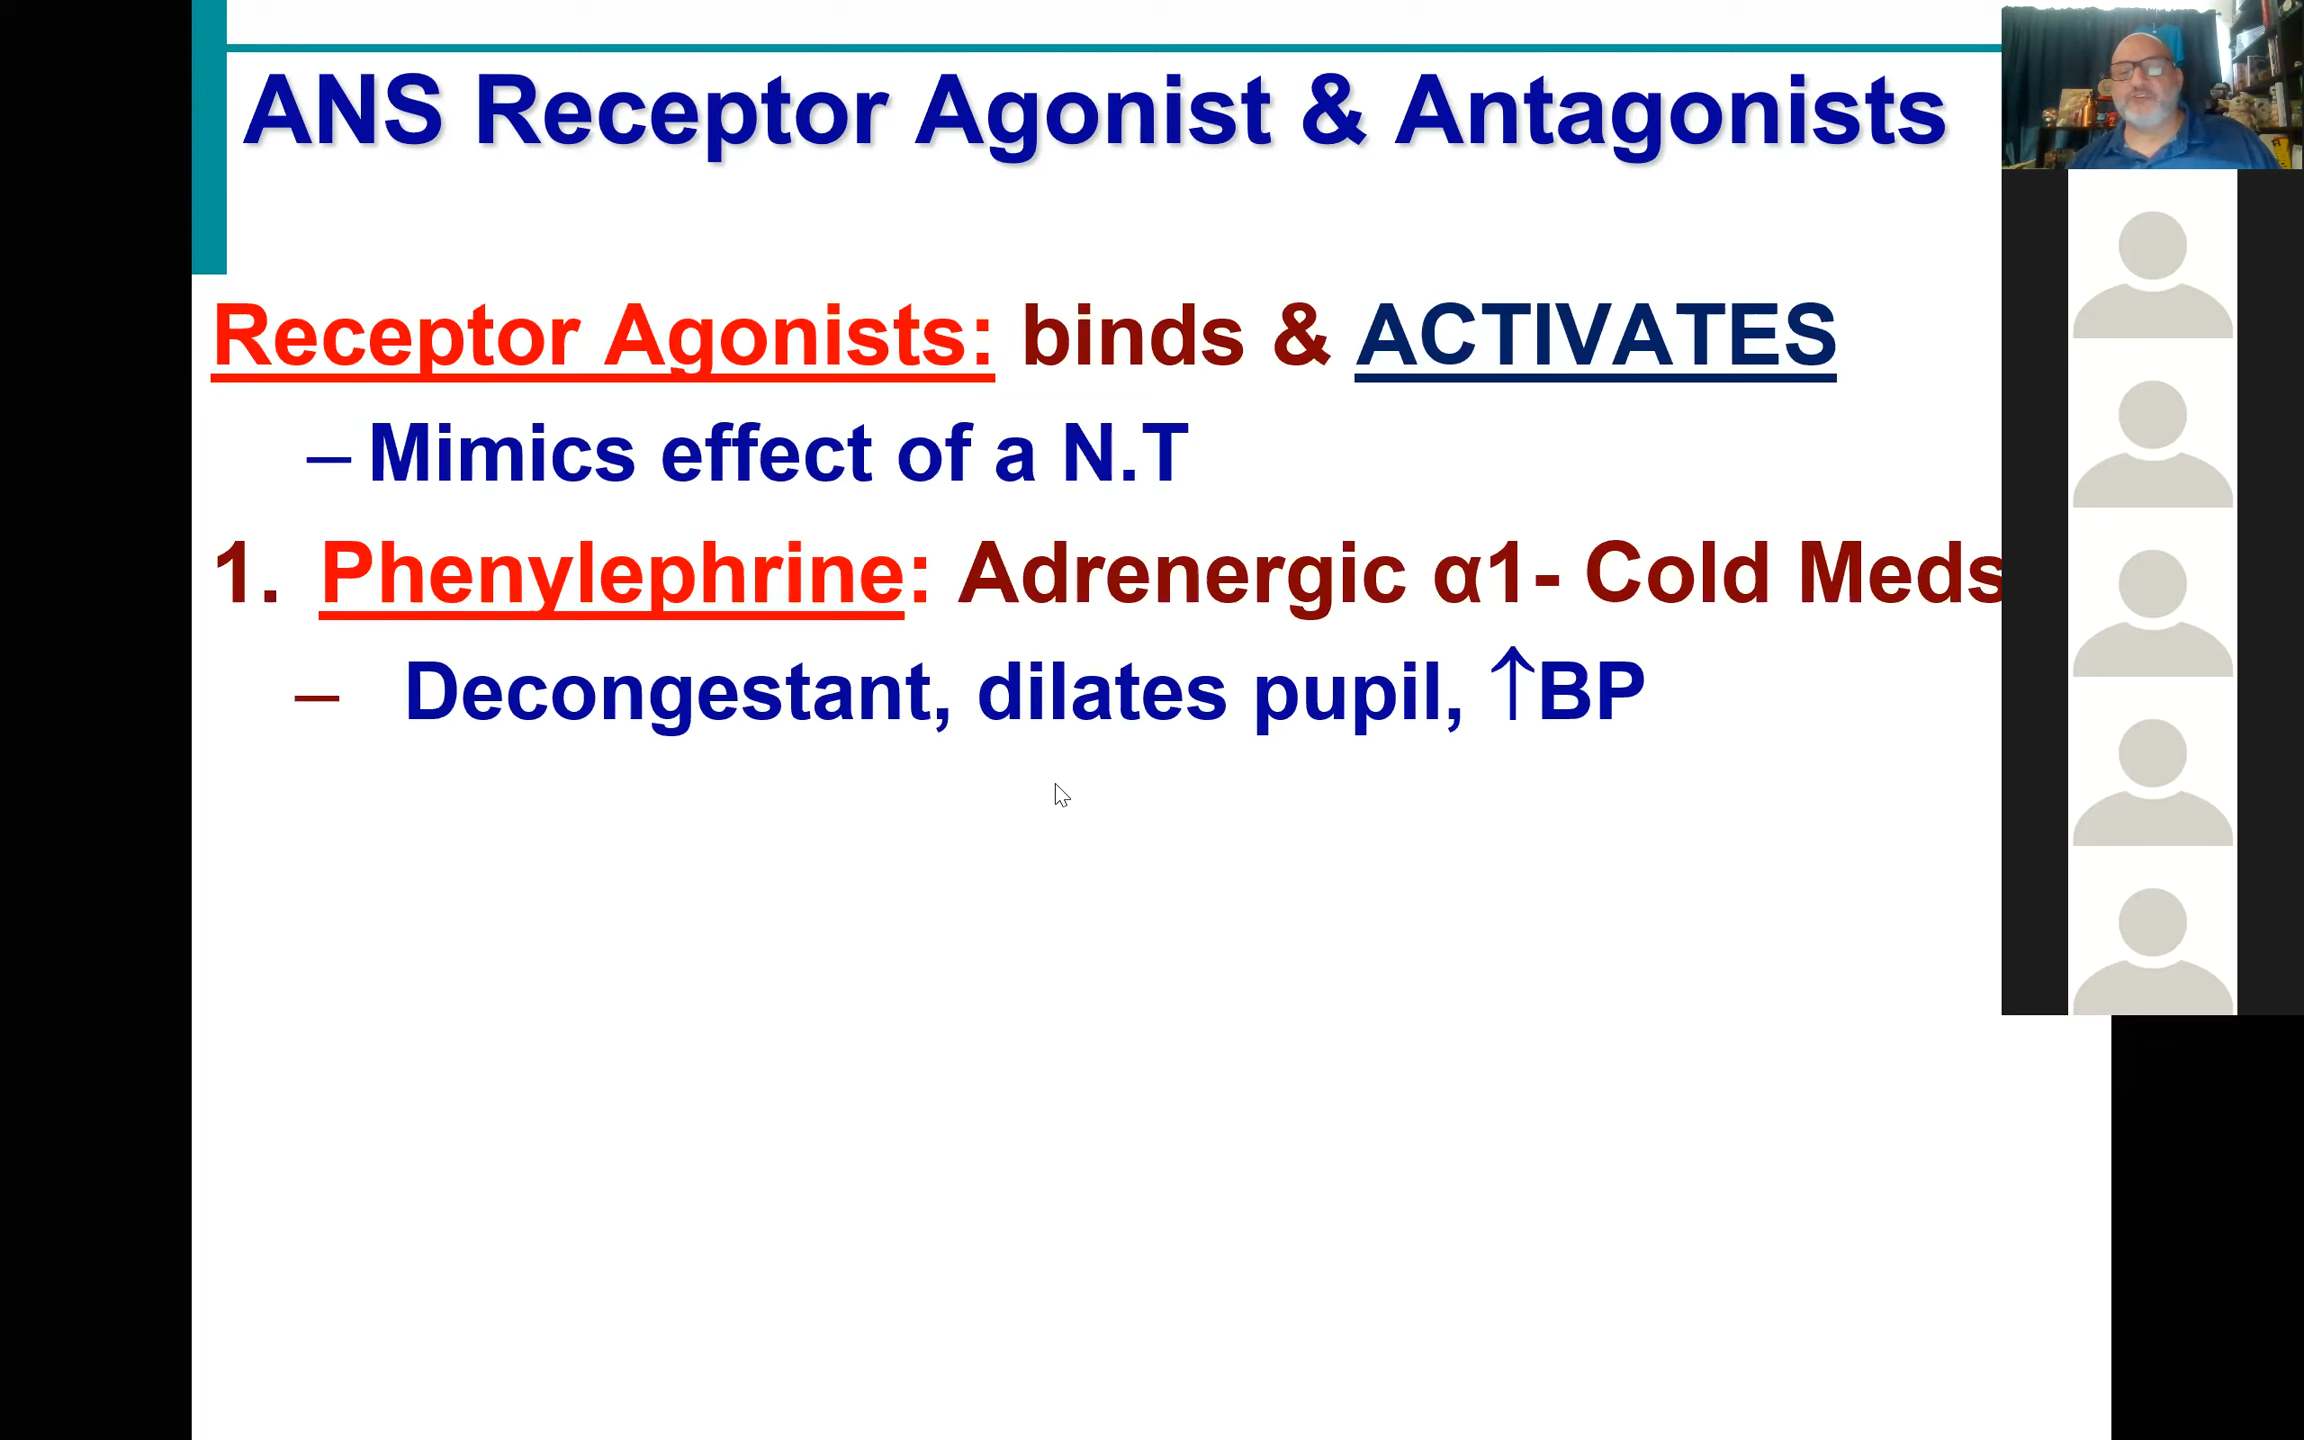 ANS Receptor Agonist & Antagonists
Receptor Agonists: binds & ACTIVATES
– Mimics effect of a N.T
1. Phenylephrine: Adrenergic α1- Cold Meds
– Decongestant, dilates pupil, ↑BP